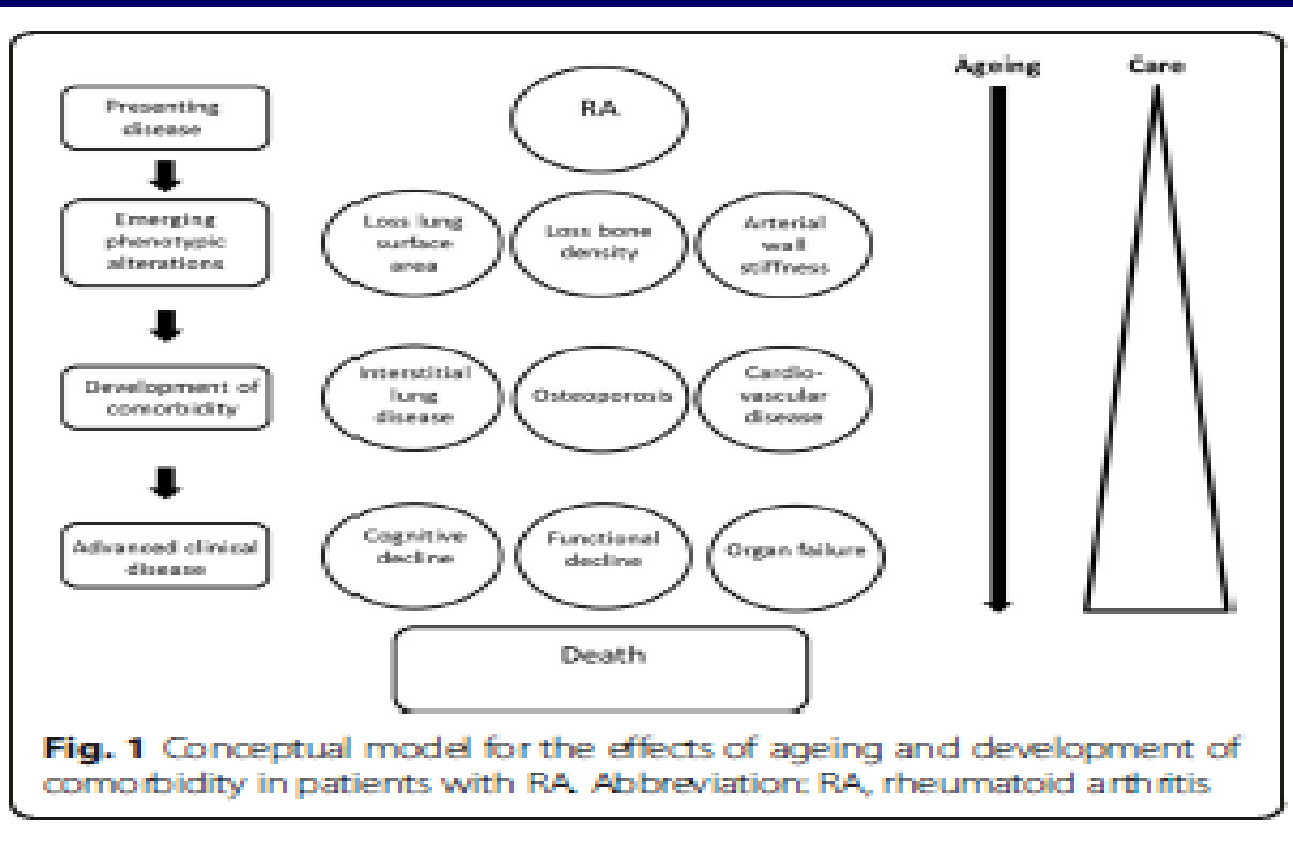 Ageing
Care
Presenting
disease
RA
Emerging
phenotypic
alterations
Loss lung
surface
area
Loss bone
density
Arterial
wall
stiffness
Development of
comorbidity
Interstitial
lung
disease
Osteoporosis
Cardio-
vascular
disease
Advanced clinical
disease
Cognitive
decline
Functional
decline
Organ failure
Death
Fig. 1 Conceptual model for the effects of ageing and development of
comorbidity in patients with RA. Abbreviation: RA, rheumatoid arthritis